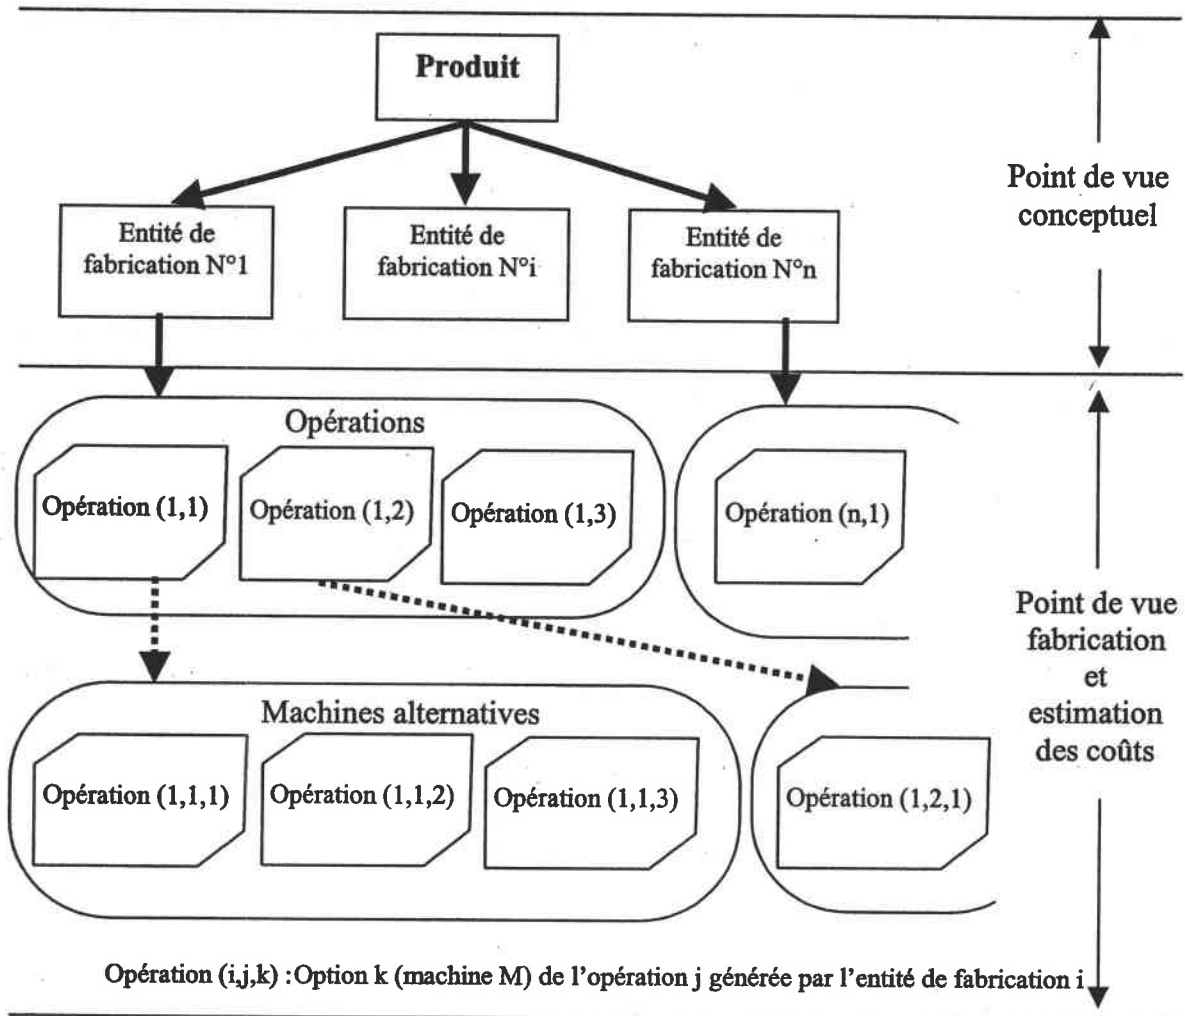 Produit
Point de vue
conceptuel
Entité de
fabrication N°1
Entité de
fabrication N°i
Entité de
fabrication N°n
Opérations
Opération (1,1)
Opération (1,2)
Opération (1,3)
Opération (n,1)
Point de vue
fabrication
et
estimation
des coûts
Machines alternatives
Opération (1,1,1)
Opération (1,1,2)
Opération (1,1,3)
Opération (1,2,1)
Opération (i,j,k) : Option k (machine M) de l'opération j générée par l'entité de fabrication i